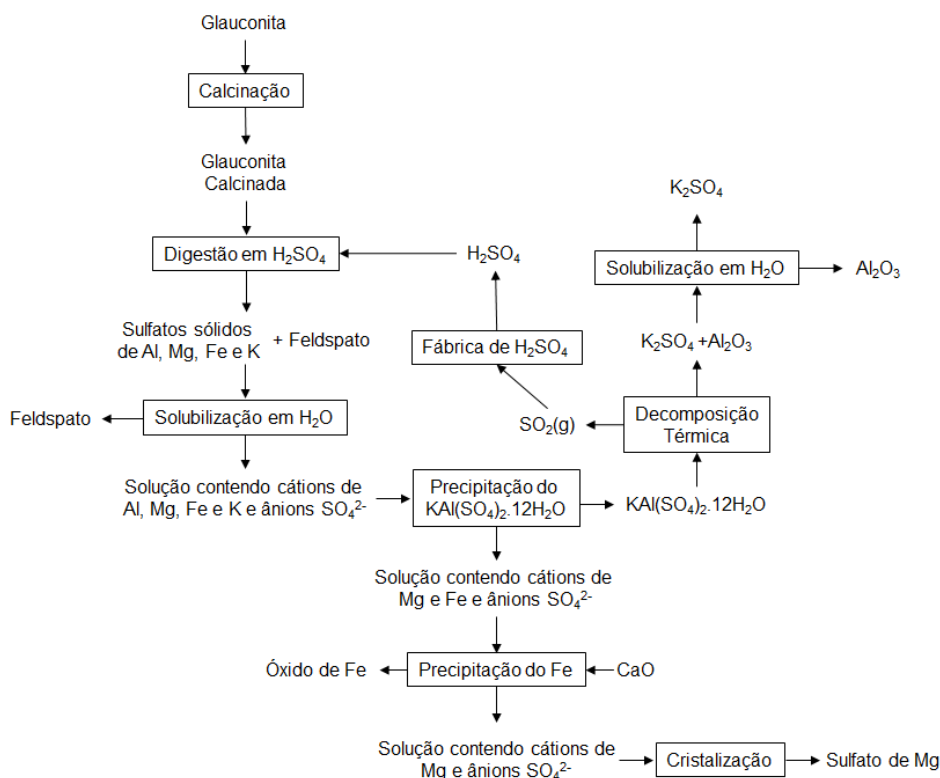 Glauconita
Calcinação
Glauconita
Calcinada
K₂SO₄
Digestão em H₂SO₄
H₂SO₄
Solubilização em H₂O
Al₂O₃
Sulfatos sólidos
de Al, Mg, Fe e K
+ Feldspato
Fábrica de H₂SO₄
K₂SO₄ +Al₂O₃
Feldspato
Solubilização em H₂O
SO₂(g)
Decomposição
Térmica
Solução contendo cátions de
Al, Mg, Fe e K e ânions SO₄²⁻
Precipitação do
KAl(SO₄)₂.12H₂O
KAl(SO₄)₂.12H₂O
Solução contendo cátions de
Mg e Fe e ânions SO₄²⁻
Óxido de Fe
Precipitação do Fe
CaO
Solução contendo cátions de
Mg e ânions SO₄²⁻
Cristalização
Sulfato de Mg